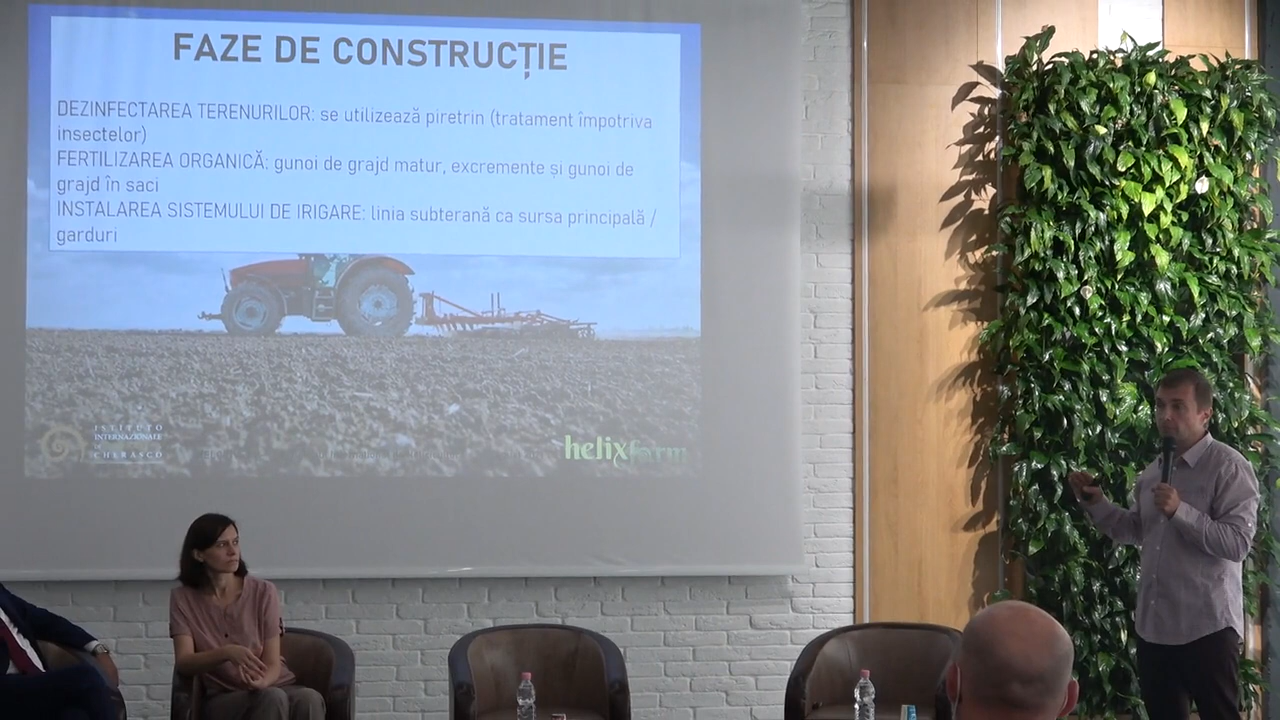 FAZE DE CONSTRUCȚIE
DEZINFECTAREA TERENURILOR: se utilizează piretrin (tratament împotriva
insectelor)
FERTILIZAREA ORGANICĂ: gunoi de grajd matur, excremente și gunoi de
grajd în saci
INSTALAREA SISTEMULUI DE IRIGARE: linia subterană ca sursa principală /
garduri
ISTITUTO
INTERNAZIONALE
CHERASCO
helixfarm